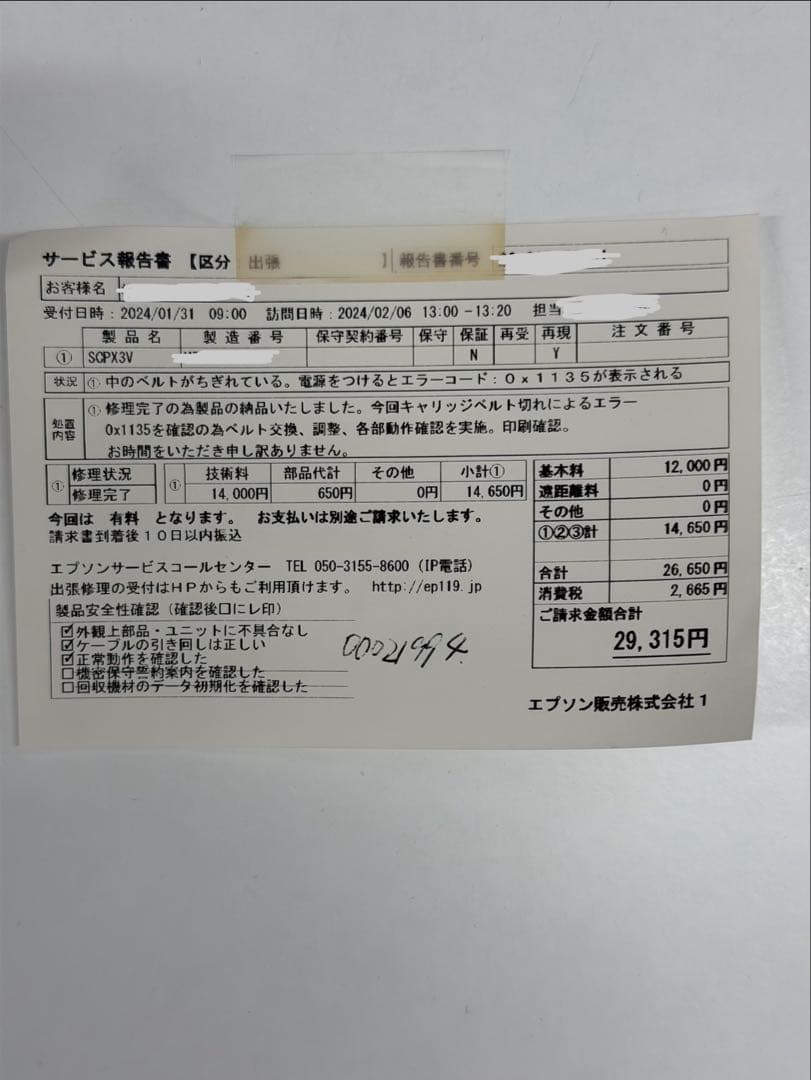 サービス報告書 【区分 出張 】 報告書番号
お客様名
受付日時:2024/01/31 09:00 訪問日時:2024/02/06 13:00-13:20 担当
製品名 製造番号 保守契約番号 保守 保証 再受 再現 注文番号
① SCPX3V N Y
状況 ①中のベルトがちぎれている。電源をつけるとエラーコード:0x1135が表示される
処置内容 ①修理完了の為製品の納品いたしました。今回キャリッジベルト切れによるエラー
0x1135を確認の為ベルト交換、調整、各部動作確認を実施。印刷確認。
お時間をいただき申し訳ありません。
① 修理状況 ① 技術料 部品代計 その他 小計①
修理完了 14,000円 650円 0円 14,650円
基本料 12,000円
遠距離料 0円
その他 0円
①②③計 14,650円
合計 26,650円
消費税 2,665円
ご請求金額合計
29,315円
今回は 有料 となります。 お支払いは別途ご請求いたします。
請求書到着後10日以内振込
エプソンサービスコールセンター TEL 050-3155-8600(IP電話)
出張修理の受付はHPからもご利用頂けます。 http://ep119.jp
製品安全性確認(確認後□にレ印)
☑外観上部品・ユニットに不具合なし
☑ケーブルの引き回しは正しい
☑正常動作を確認した
□機密保守誓約案内を確認した
□回収機材のデータ初期化を確認した
00021994
エプソン販売株式会社1